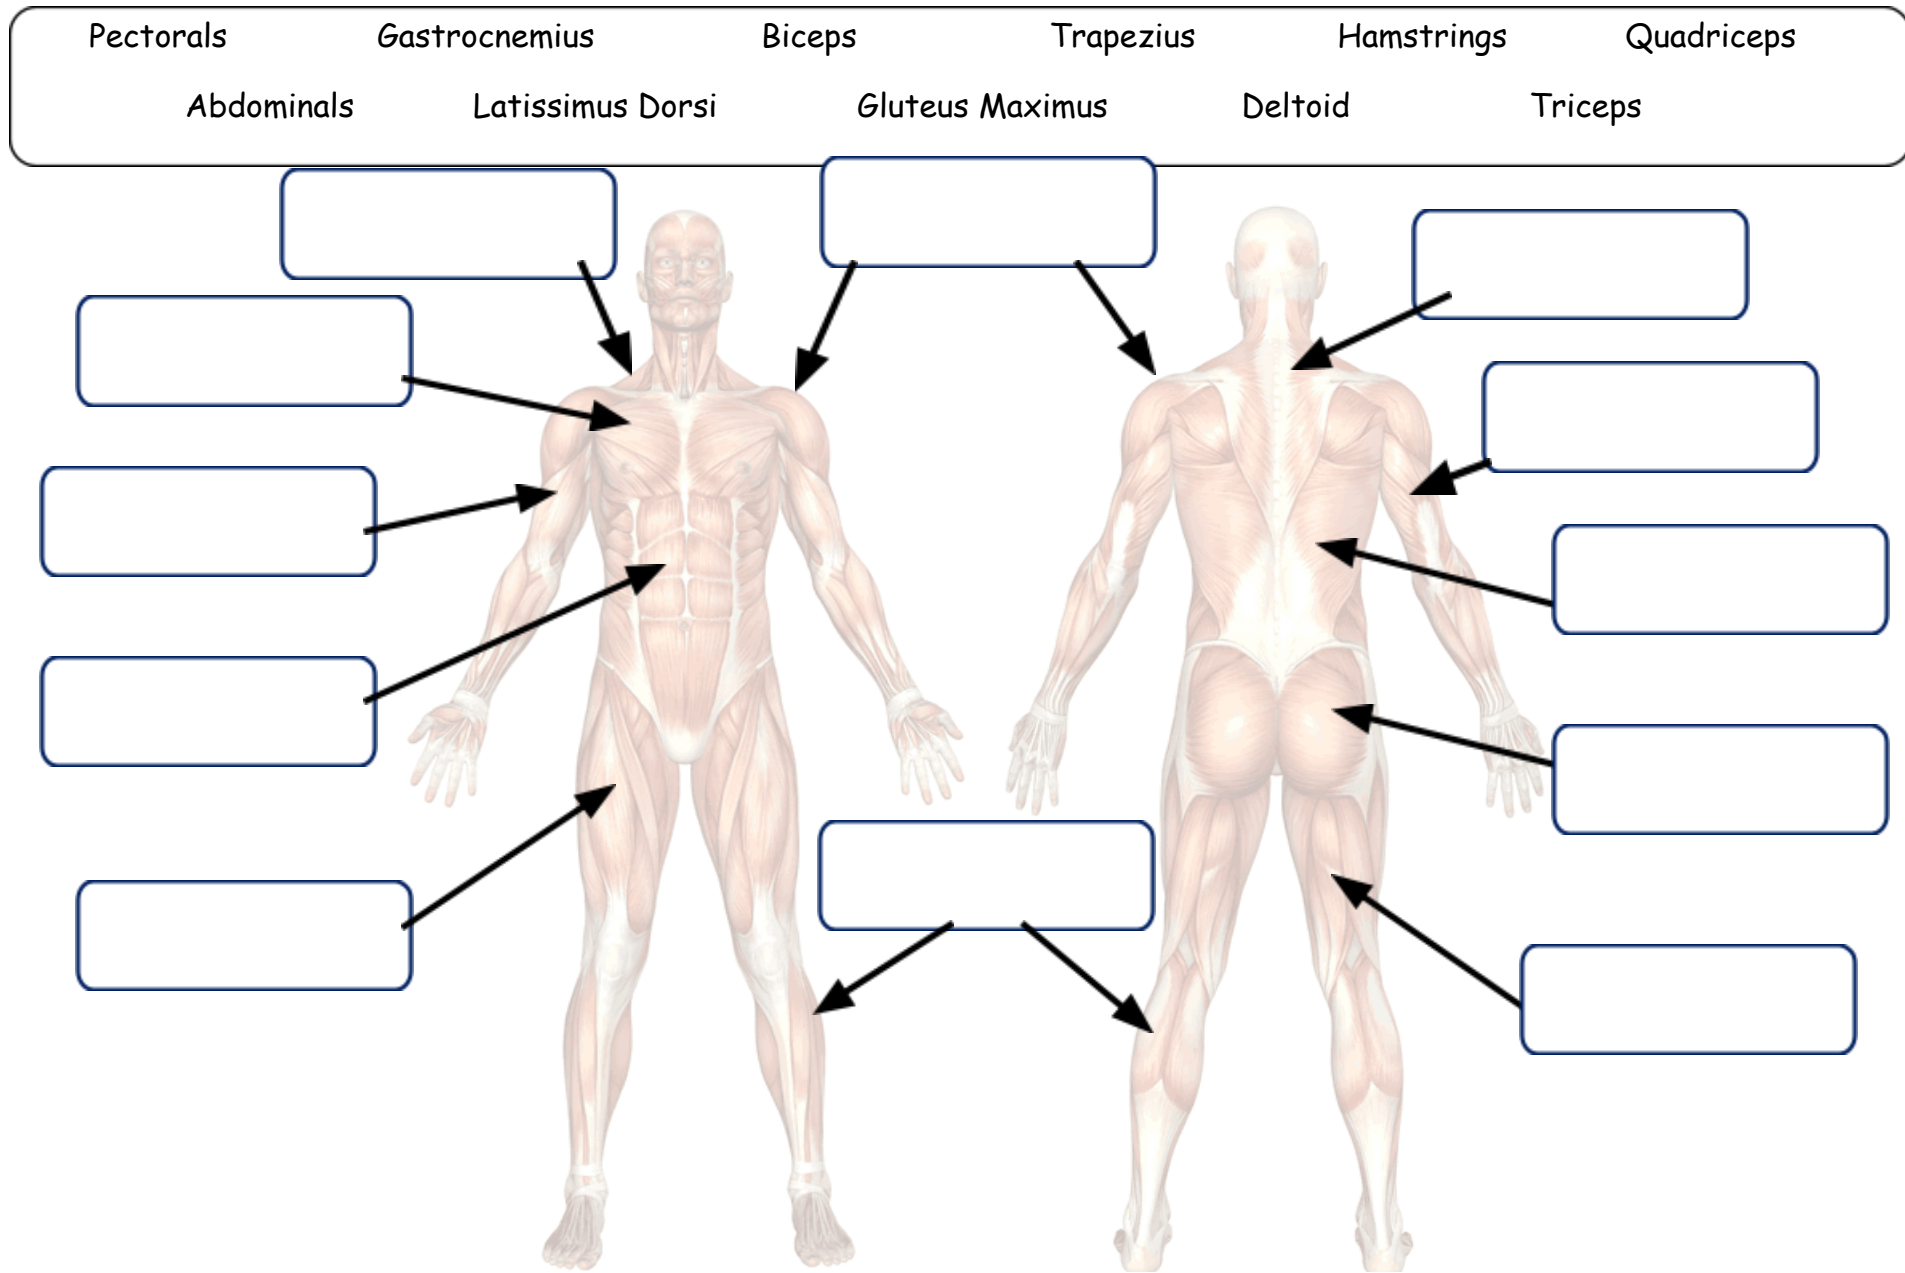 Pectorals Gastrocnemius Biceps Trapezius Hamstrings Quadriceps
Abdominals Latissimus Dorsi Gluteus Maximus Deltoid Triceps